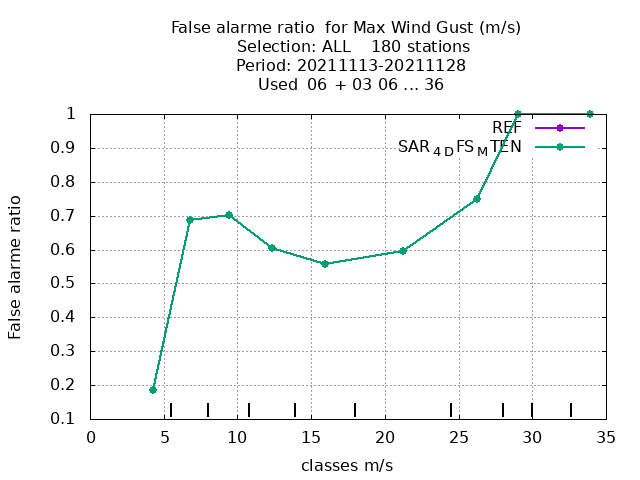 False alarme ratio  for Max Wind Gust (m/s)
Selection: ALL    180 stations
Period: 20211113-20211128
Used  06 + 03 06 ... 36
REF
SAR4DFSMTEN
1
0.9
0.8
0.7
0.6
0.5
0.4
0.3
0.2
0.1
False alarme ratio
0 5 10 15 20 25 30 35
classes m/s